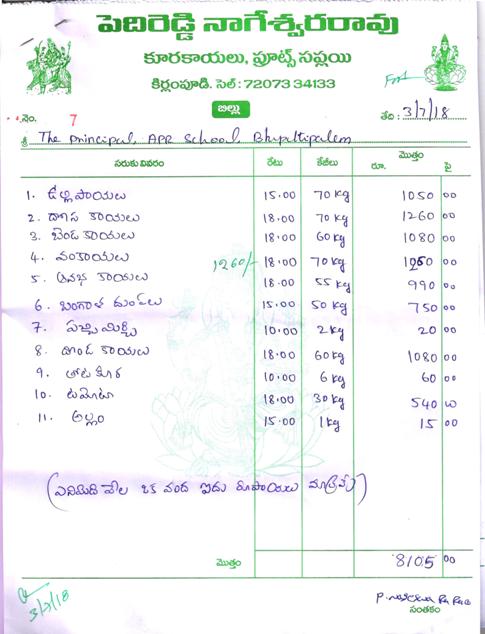 పెదిరెడ్డి నాగేశ్వరరావు
కూరకాయలు, ఫూట్స్ సప్లయి
కిర్లంపూడి. సెల్: 72073 34133
బిల్లు
నెం. 7 తేది: 3/7/18
శ్రీ The Principal, APR School, Bhupathipalem
సరుకు వివరం రేటు కేజీలు మొత్తం
రూ. పై
1. ఉల్లిపాయలు 15.00 70 kg 1050 00
2. దోస కాయలు 18.00 70 kg 1260 00
3. బెండకాయలు 18.00 60 kg 1080 00
4. వంకాయలు 1260/- 18.00 70 kg 1260 00
5. ఆనభ కాయలు 18.00 55 kg 990 00
6. బంగాళ దుంపలు 15.00 50 kg 750 00
7. పచ్చిమిర్చి 10.00 2 kg 20 00
8. దొండ కాయలు 18.00 60 kg 1080 00
9. తోటకూర 10.00 6 kg 60 00
10. టమోటా 18.00 30 kg 540 00
11. అల్లం 15.00 1 kg 15 00
(ఎనిమిది వేల ఒక వంద ఐదు రూపాయలు మాత్రమే)
మొత్తం 8105 00
3/7/18
సంతకం